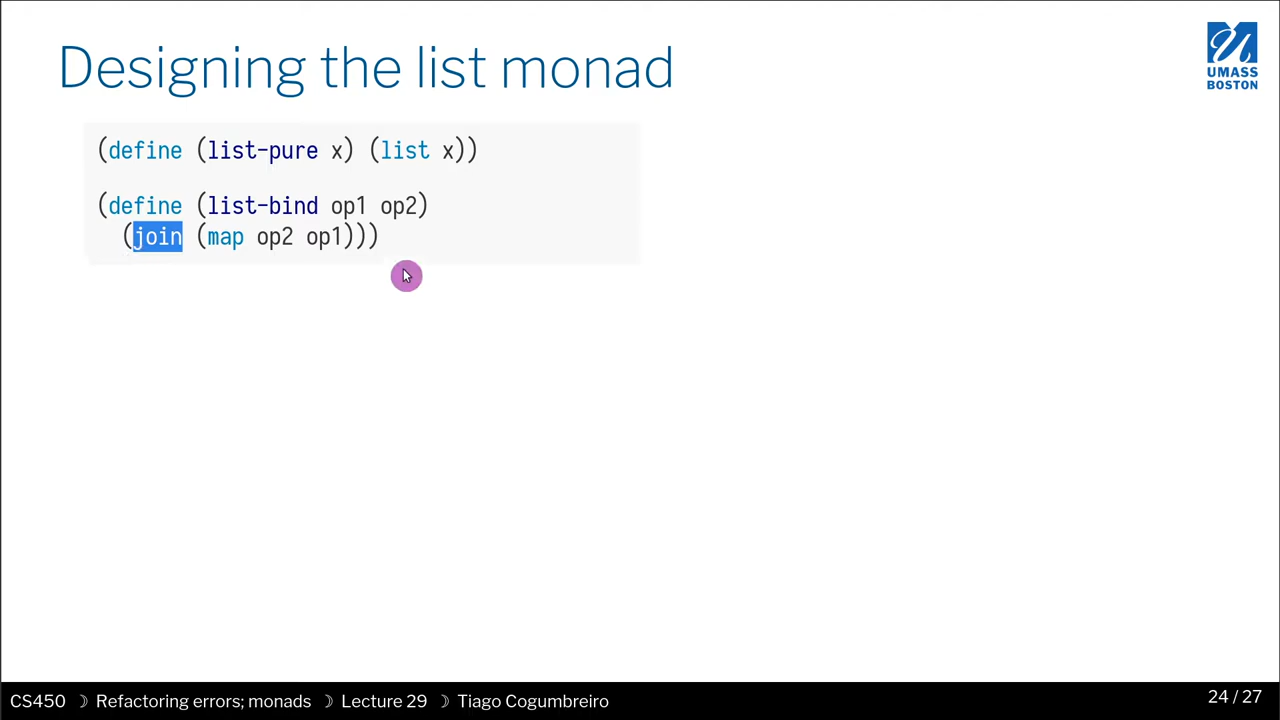 Designing the list monad
UMASS
BOSTON
(define (list-pure x) (list x))
(define (list-bind op1 op2)
(join (map op2 op1)))
CS450 ☽ Refactoring errors; monads ☽ Lecture 29 ☽ Tiago Cogumbreiro
24 / 27